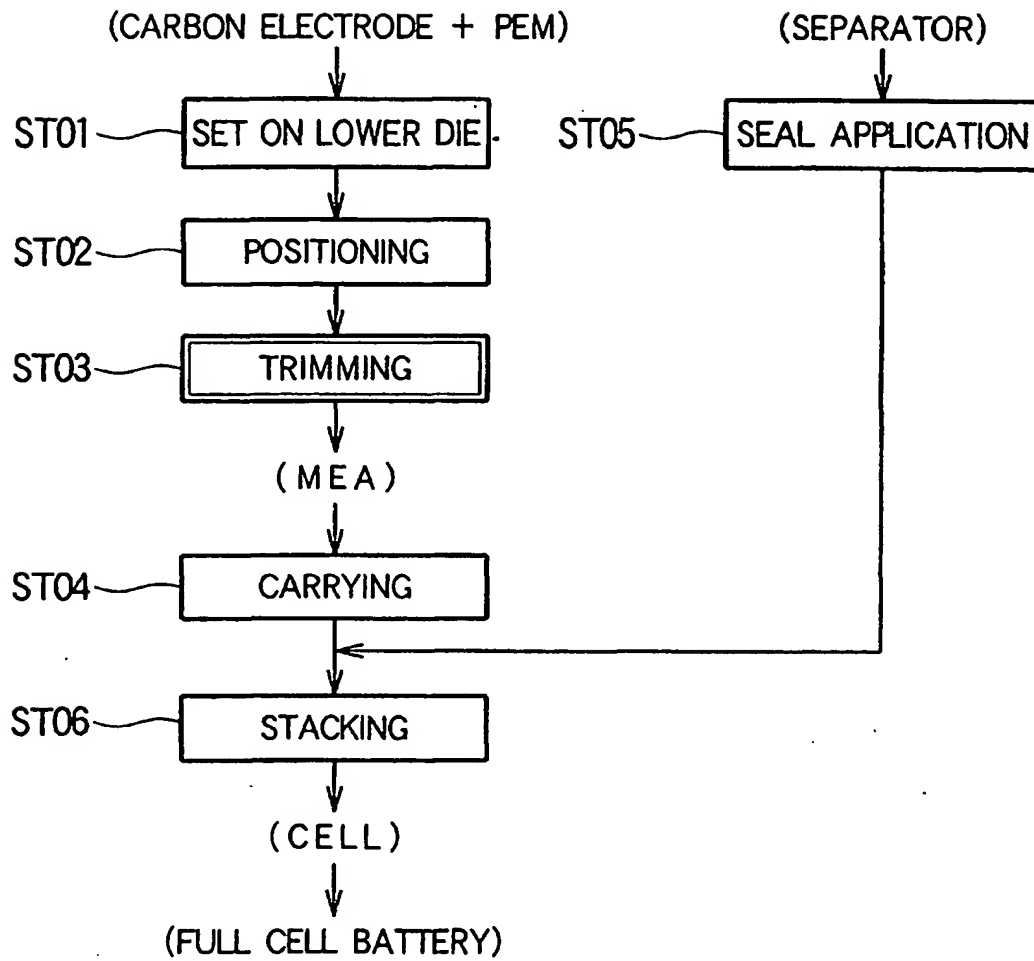 (CARBON ELECTRODE + PEM)
(SEPARATOR)
ST01
SET ON LOWER DIE
ST05
SEAL APPLICATION
ST02
POSITIONING
ST03
TRIMMING
(MEA)
ST04
CARRYING
ST06
STACKING
(CELL)
(FULL CELL BATTERY)